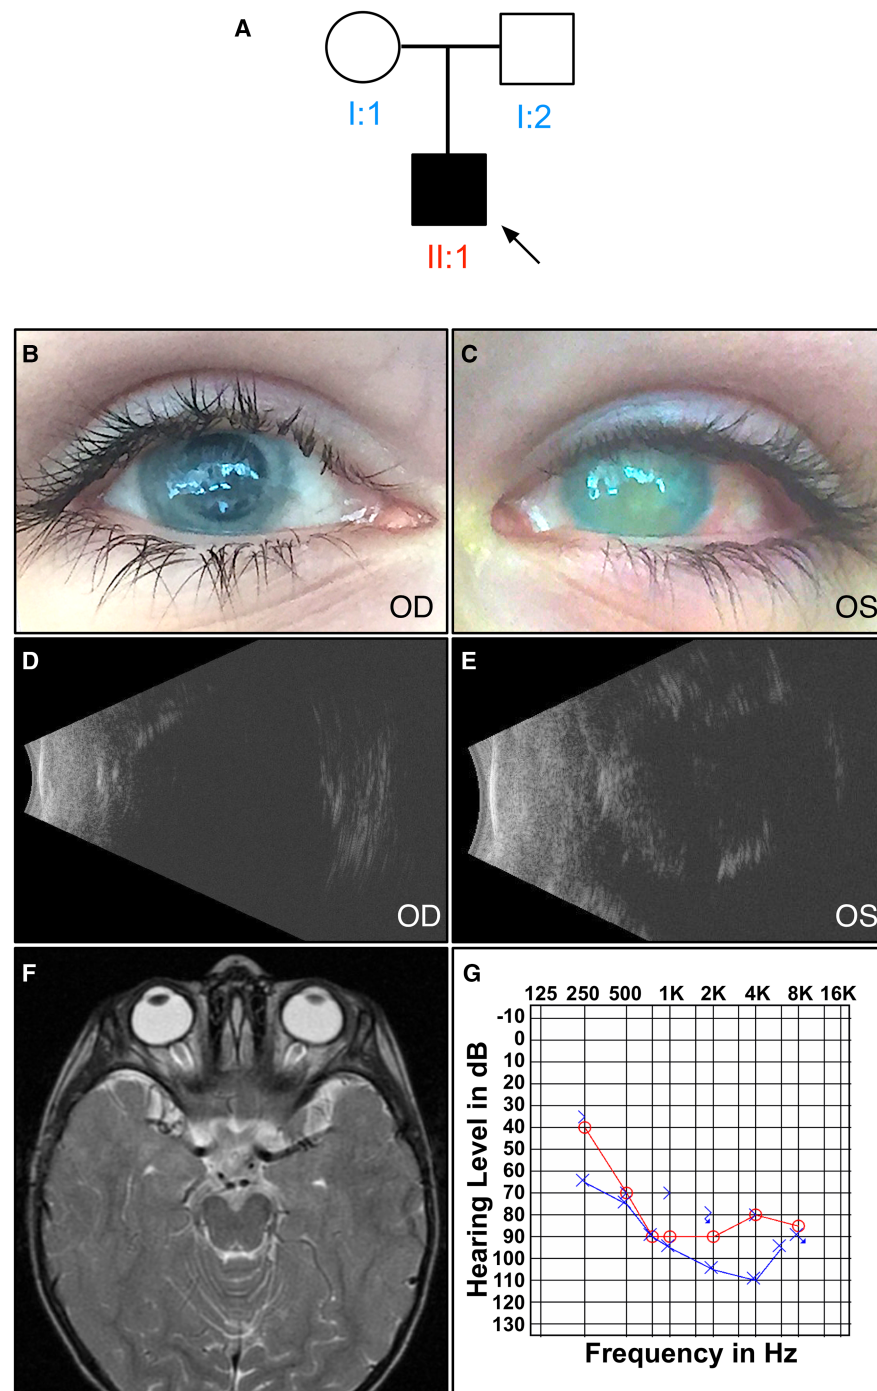 A
I:1
I:2
II:1
B
OD
C
OS
D
OD
E
OS
F
G
125 250 500 1K 2K 4K 8K 16K
-10
0
10
20
30
40
50
60
70
80
90
100
110
120
130
Hearing Level in dB
Frequency in Hz